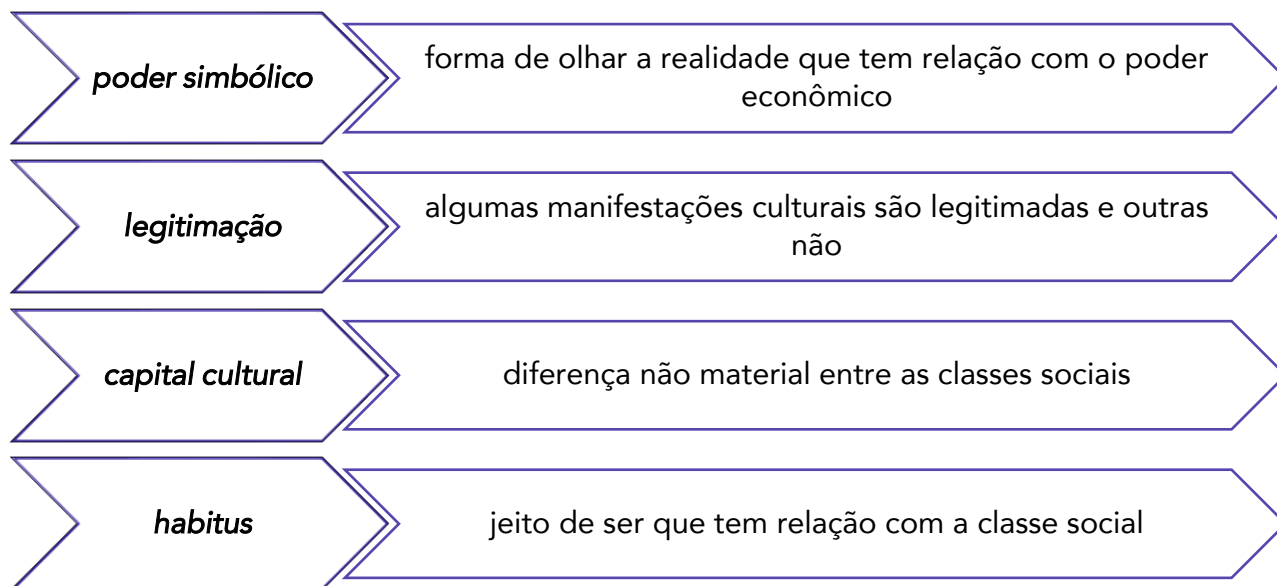 poder simbólico
forma de olhar a realidade que tem relação com o poder
econômico
legitimação
algumas manifestações culturais são legitimadas e outras
não
capital cultural
diferença não material entre as classes sociais
habitus
jeito de ser que tem relação com a classe social